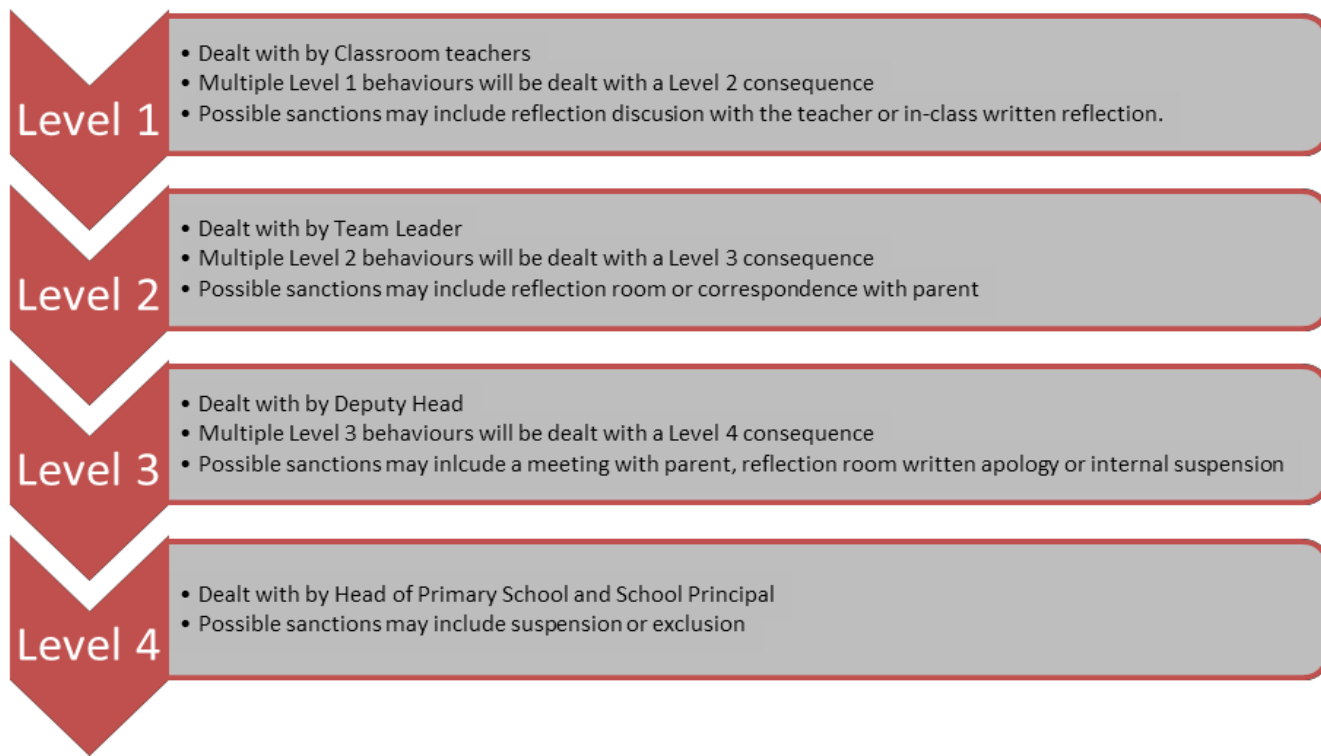 Level 1
• Dealt with by Classroom teachers
• Multiple Level 1 behaviours will be dealt with a Level 2 consequence
• Possible sanctions may include reflection discusion with the teacher or in-class written reflection.
Level 2
• Dealt with by Team Leader
• Multiple Level 2 behaviours will be dealt with a Level 3 consequence
• Possible sanctions may include reflection room or correspondence with parent
Level 3
• Dealt with by Deputy Head
• Multiple Level 3 behaviours will be dealt with a Level 4 consequence
• Possible sanctions may inlcude a meeting with parent, reflection room written apology or internal suspension
Level 4
• Dealt with by Head of Primary School and School Principal
• Possible sanctions may include suspension or exclusion